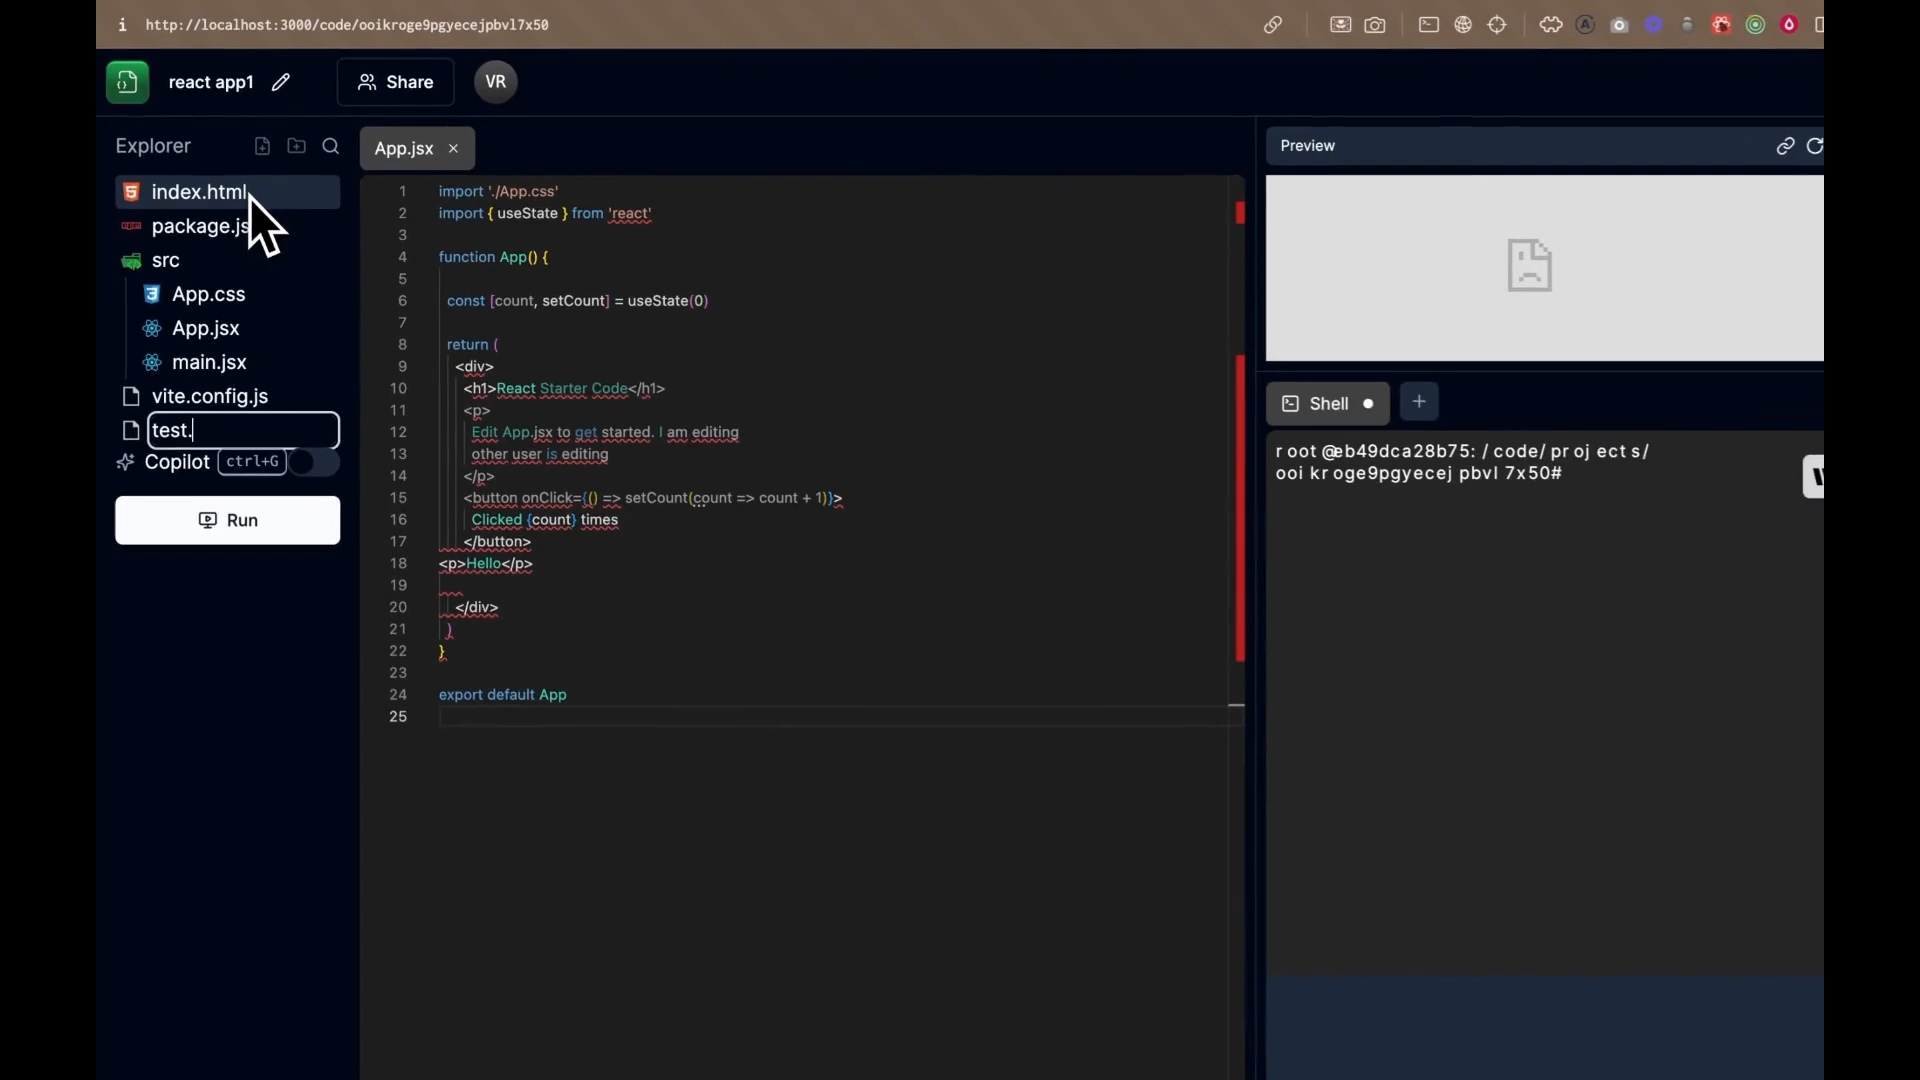 http://localhost:3000/code/ooikroge9pgyecejpbvl7x50
react app1
Share
VR
Explorer
index.html
package.js
src
App.css
App.jsx
main.jsx
vite.config.js
test.
Copilot ctrl+G
Run
App.jsx
1 import './App.css'
2 import { useState } from 'react'
3
4 function App() {
5
6 const [count, setCount] = useState(0)
7
8 return (
9 <div>
10 <h1>React Starter Code</h1>
11 <p>
12 Edit App.jsx to get started. I am editing
13 other user is editing
14 </p>
15 <button onClick={() => setCount(count => count + 1)}>
16 Clicked {count} times
17 </button>
18 <p>Hello</p>
19
20 </div>
21 )
22 }
23
24 export default App
25
Preview
Shell
root@eb49dca28b75:/code/projects/
ooikroge9pgyecejpbvl7x50#